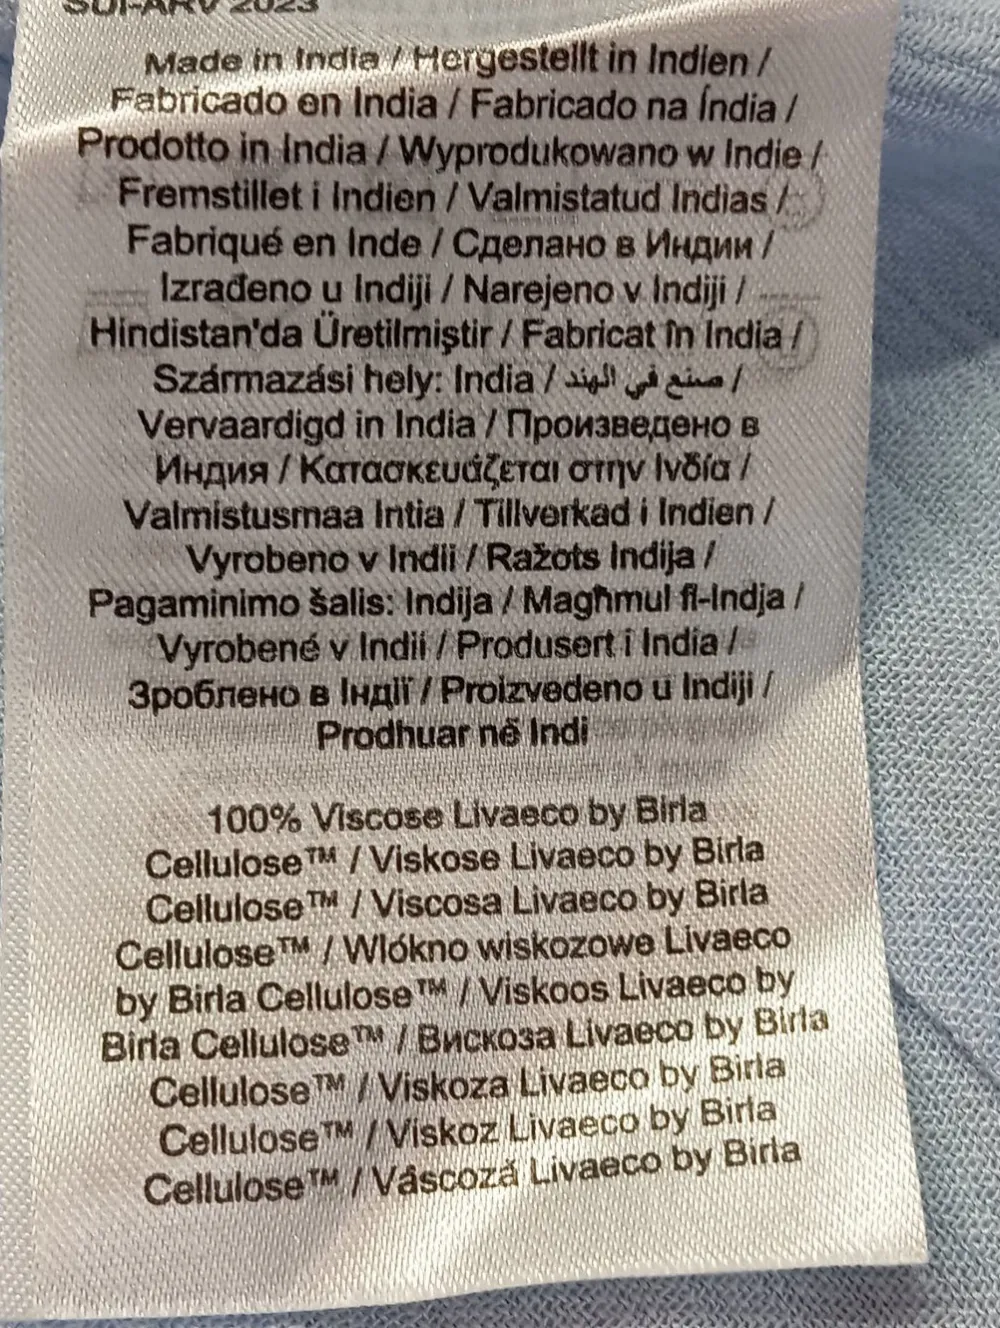 SUI-ARV 2023
Made in India / Hergestellt in Indien /
Fabricado en India / Fabricado na Índia /
Prodotto in India / Wyprodukowano w Indie /
Fremstillet i Indien / Valmistatud Indias /
Fabriqué en Inde / Сделано в Индии /
Izrađeno u Indiji / Narejeno v Indiji /
Hindistan'da Üretilmiştir / Fabricat în India /
Származási hely: India / صنع في الهند /
Vervaardigd in India / Произведено в
Индия / Κατασκευάζεται στην Ινδία /
Valmistusmaa Intia / Tillverkad i Indien /
Vyrobeno v Indii / Ražots Indija /
Pagaminimo šalis: Indija / Magħmul fl-Indja /
Vyrobené v Indii / Produsert i India /
Зроблено в Індії / Proizvedeno u Indiji /
Prodhuar në Indi
100% Viscose Livaeco by Birla
Cellulose™ / Viskose Livaeco by Birla
Cellulose™ / Viscosa Livaeco by Birla
Cellulose™ / Wlókno wiskozowe Livaeco
by Birla Cellulose™ / Viskoos Livaeco by
Birla Cellulose™ / Вискоза Livaeco by Birla
Cellulose™ / Viskoza Livaeco by Birla
Cellulose™ / Viskoz Livaeco by Birla
Cellulose™ / Váscozá Livaeco by Birla